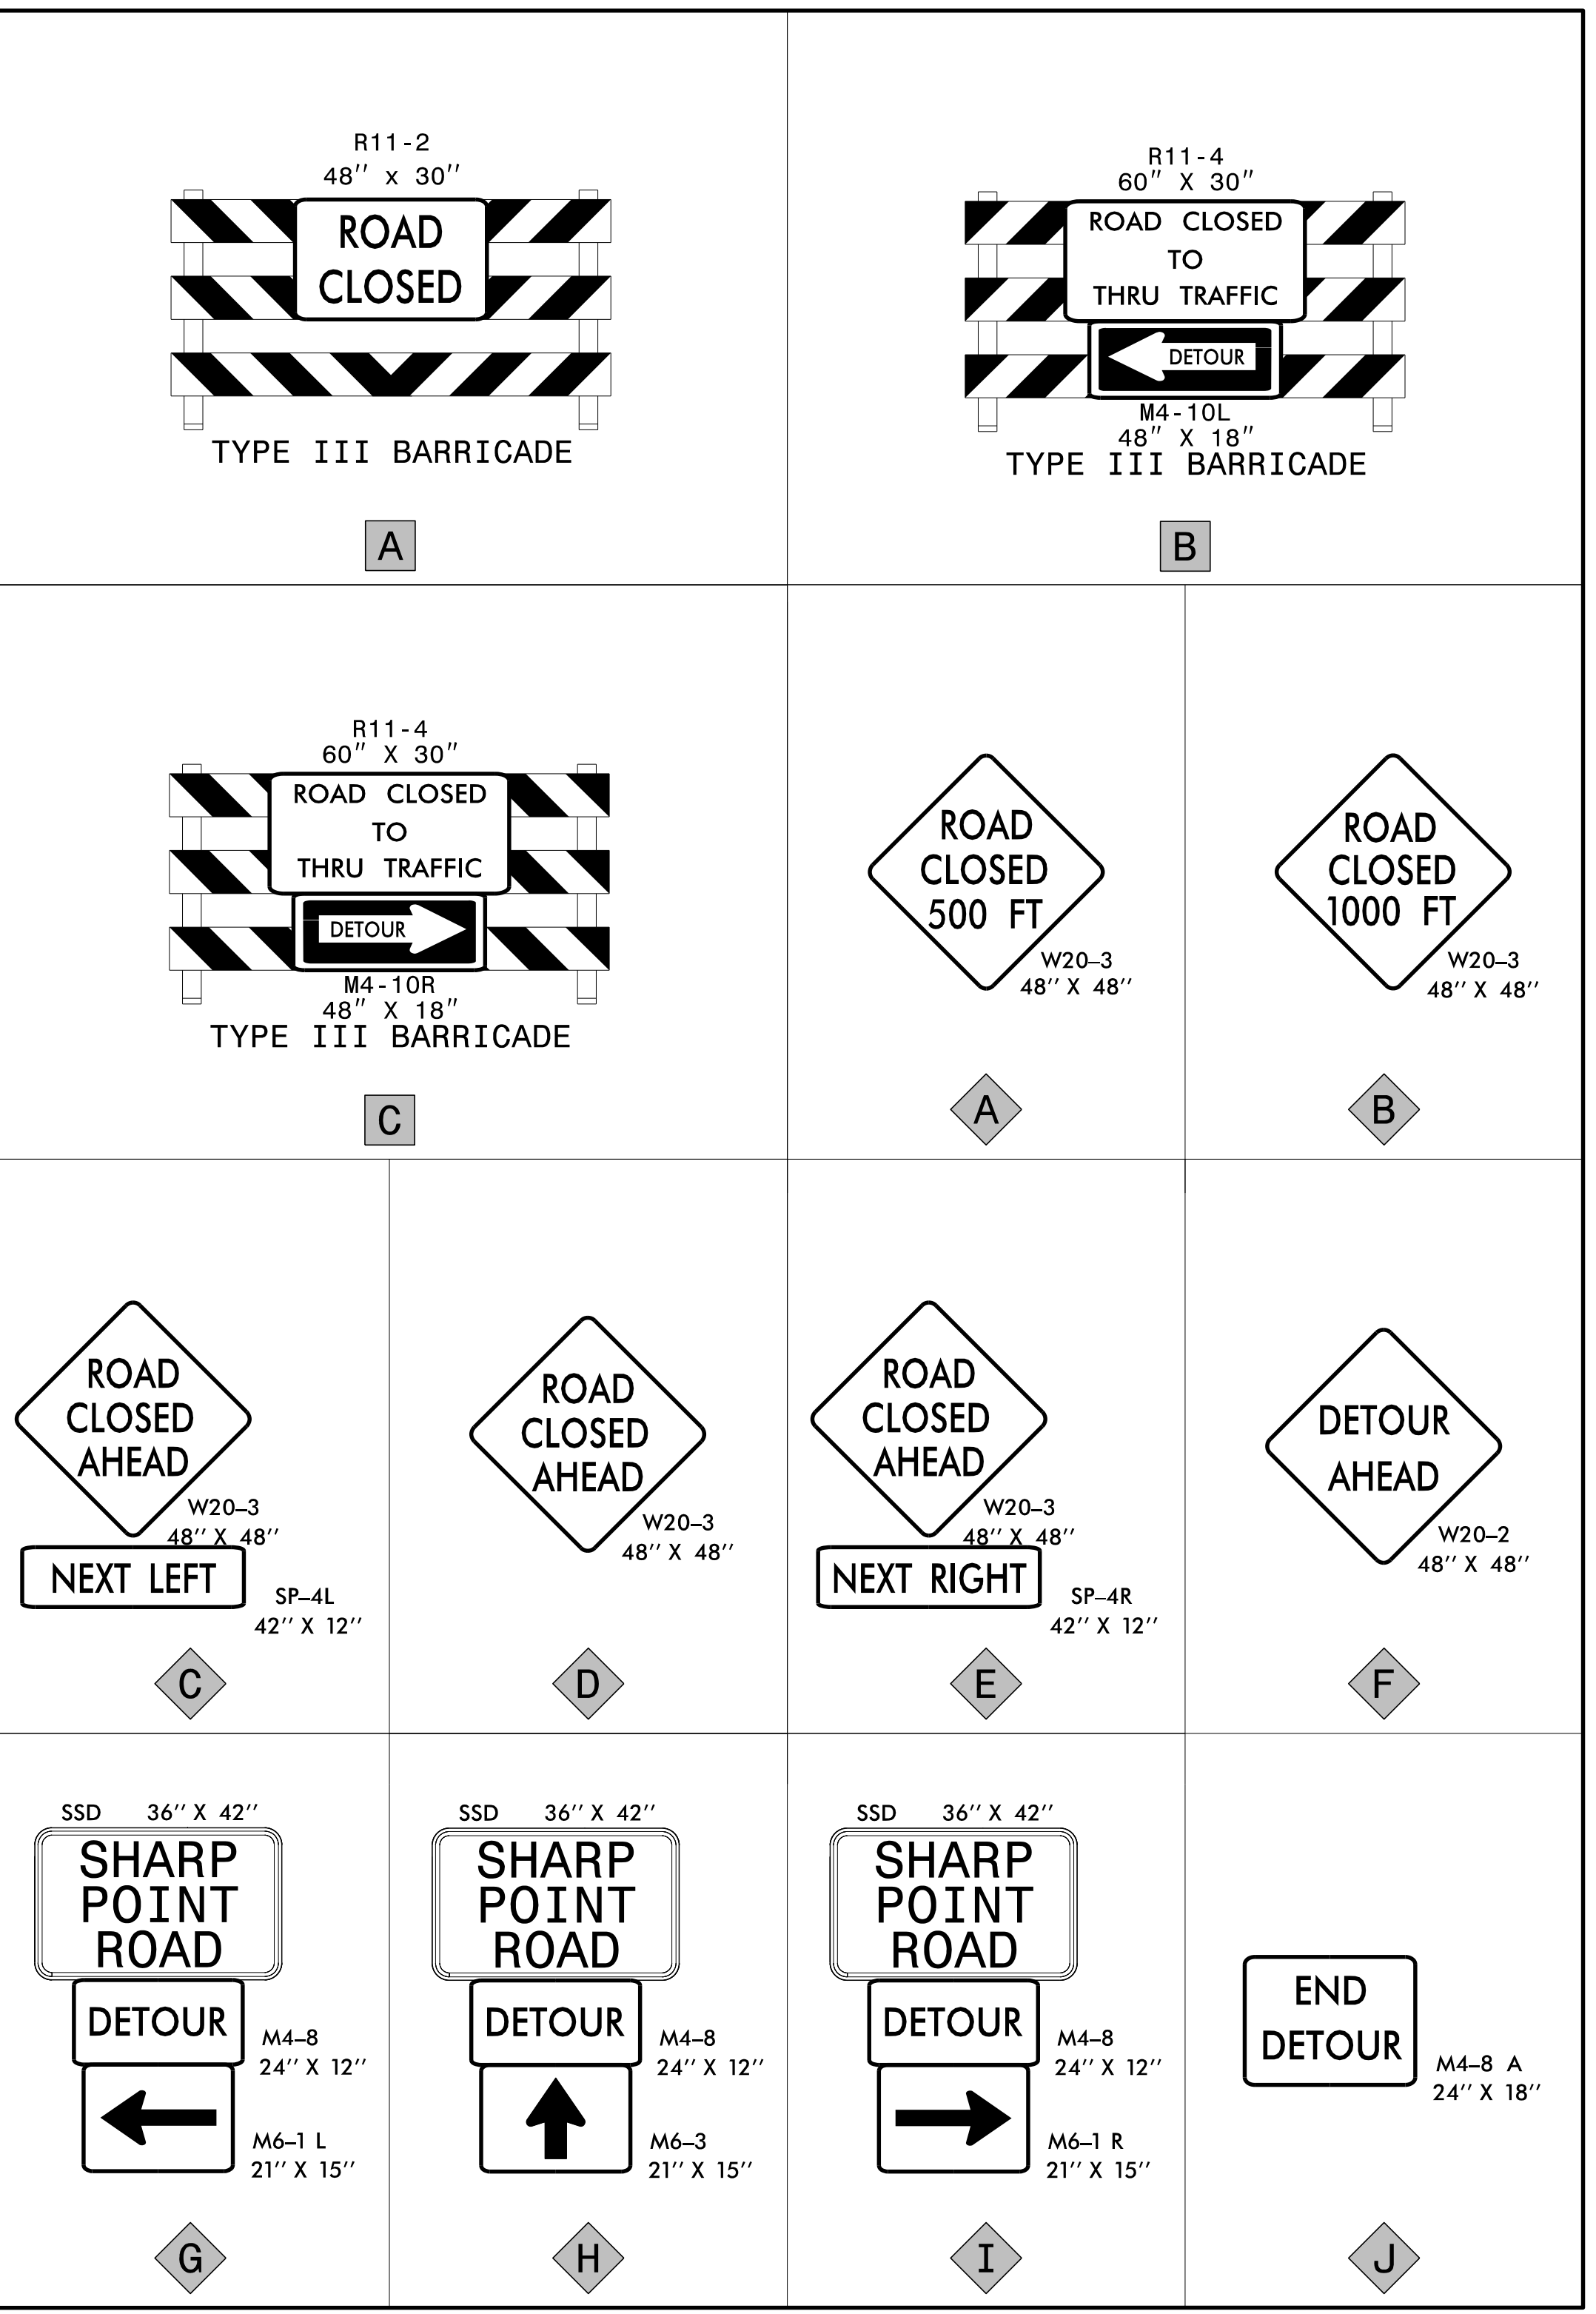 R11-2
48" x 30"
ROAD
CLOSED
TYPE III BARRICADE
A
R11-4
60" X 30"
ROAD CLOSED
TO
THRU TRAFFIC
DETOUR
M4-10L
48" X 18"
TYPE III BARRICADE
B
R11-4
60" X 30"
ROAD CLOSED
TO
THRU TRAFFIC
DETOUR
M4-10R
48" X 18"
TYPE III BARRICADE
C
ROAD
CLOSED
500 FT
W20-3
48" X 48"
A
ROAD
CLOSED
1000 FT
W20-3
48" X 48"
B
ROAD
CLOSED
AHEAD
W20-3
48" X 48"
NEXT LEFT
SP-4L
42" X 12"
C
ROAD
CLOSED
AHEAD
W20-3
48" X 48"
D
ROAD
CLOSED
AHEAD
W20-3
48" X 48"
NEXT RIGHT
SP-4R
42" X 12"
E
DETOUR
AHEAD
W20-2
48" X 48"
F
SSD 36" X 42"
SHARP
POINT
ROAD
DETOUR
M4-8
24" X 12"
M6-1 L
21" X 15"
G
SSD 36" X 42"
SHARP
POINT
ROAD
DETOUR
M4-8
24" X 12"
M6-3
21" X 15"
H
SSD 36" X 42"
SHARP
POINT
ROAD
DETOUR
M4-8
24" X 12"
M6-1 R
21" X 15"
I
END
DETOUR
M4-8 A
24" X 18"
J